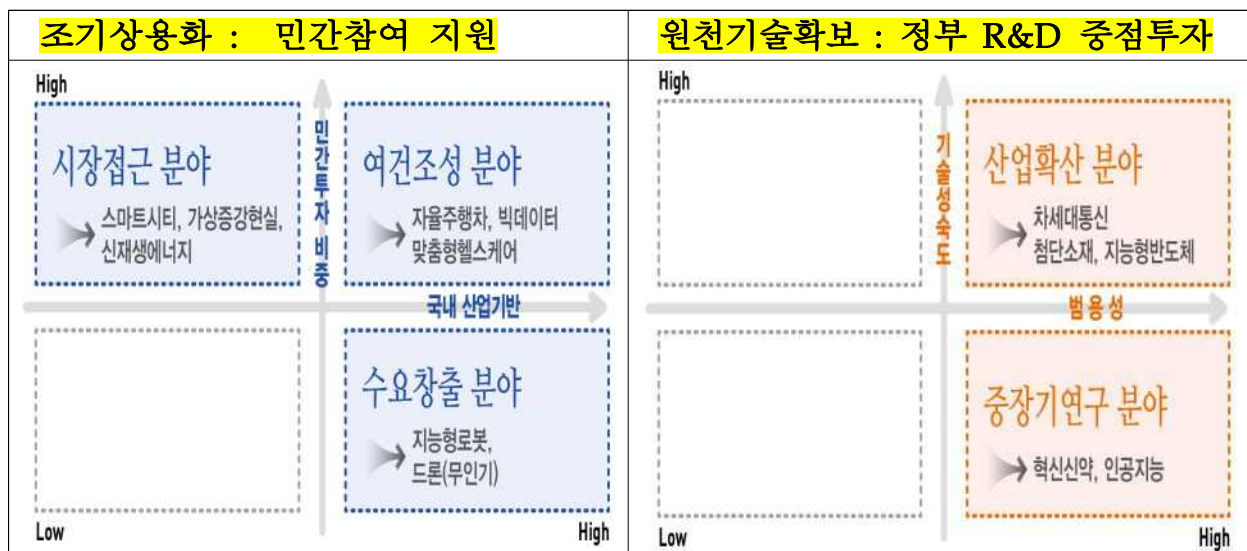 조기상용화 : 민간참여 지원
High
민간투자 비중
시장접근 분야
스마트시티, 가상증강현실,
신재생에너지
여건조성 분야
자율주행차, 빅데이터
맞춤형헬스케어
국내 산업기반
수요창출 분야
지능형로봇,
드론(무인기)
Low
High
원천기술확보 : 정부 R&D 중점투자
High
기술성숙도
산업확산 분야
차세대통신
첨단소재, 지능형반도체
범용성
중장기연구 분야
혁신신약, 인공지능
Low
High